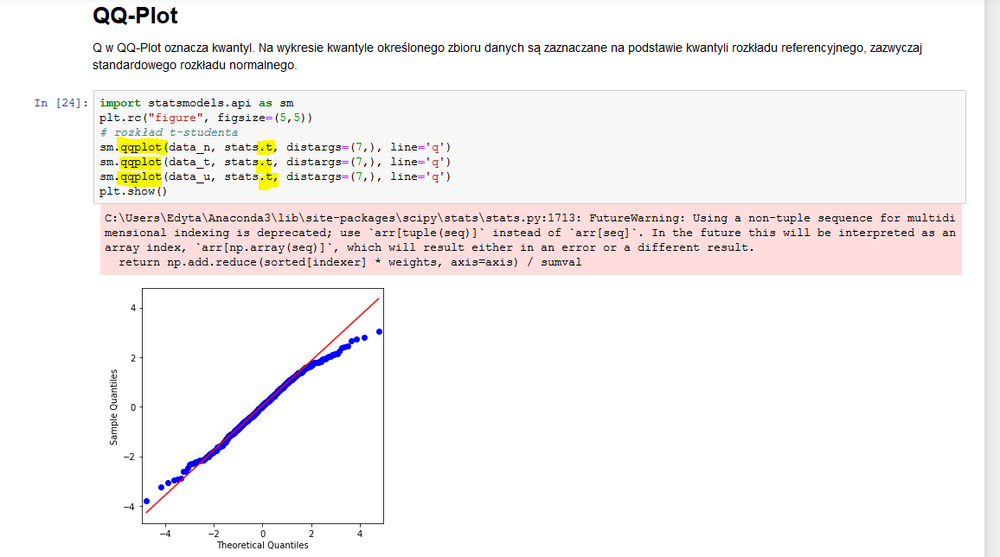 QQ-Plot
Q w QQ-Plot oznacza kwantyl. Na wykresie kwantyle określonego zbioru danych są zaznaczane na podstawie kwantyli rozkładu referencyjnego, zazwyczaj
standardowego rozkładu normalnego.
In [24]: import statsmodels.api as sm
plt.rc("figure", figsize=(5,5))
# rozkład t-studenta
sm.qqplot(data_n, stats.t, distargs=(7,), line='q')
sm.qqplot(data_t, stats.t, distargs=(7,), line='q')
sm.qqplot(data_u, stats.t, distargs=(7,), line='q')
plt.show()
C:\Users\Edyta\Anaconda3\lib\site-packages\scipy\stats\stats.py:1713: FutureWarning: Using a non-tuple sequence for multidi
mensional indexing is deprecated; use `arr[tuple(seq)]` instead of `arr[seq]`. In the future this will be interpreted as an
array index, `arr[np.array(seq)]`, which will result either in an error or a different result.
  return np.add.reduce(sorted[indexer] * weights, axis=axis) / sumval
4
2
0
−2
−4
Sample Quantiles
−4 −2 0 2 4
Theoretical Quantiles